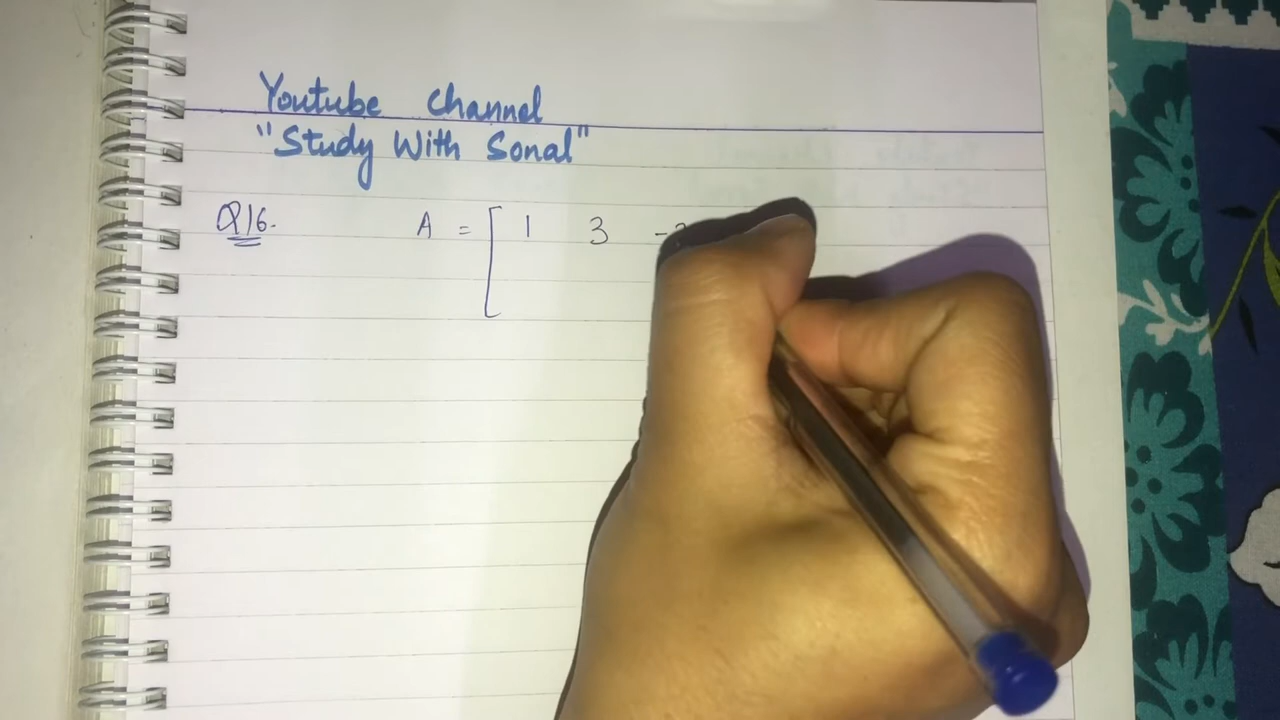 Youtube Channel
"Study With Sonal"
Q16. A = [ 1 3